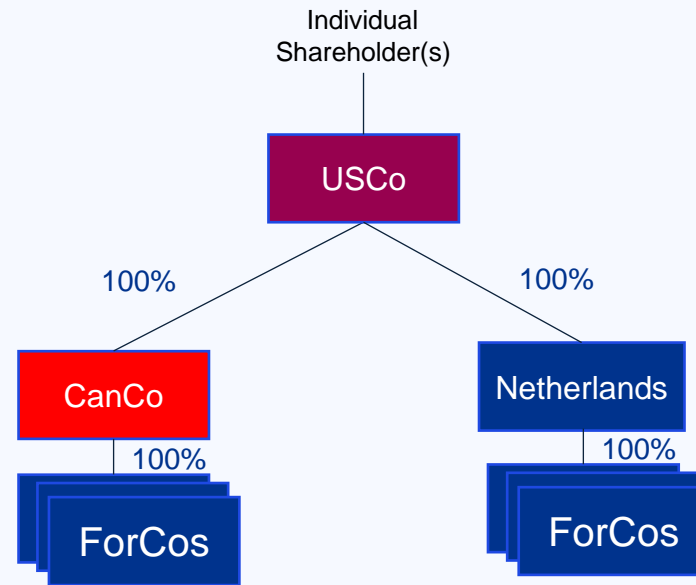 Individual
Shareholder(s)
USCo
100%
100%
CanCo
Netherlands
100%
100%
ForCos
ForCos